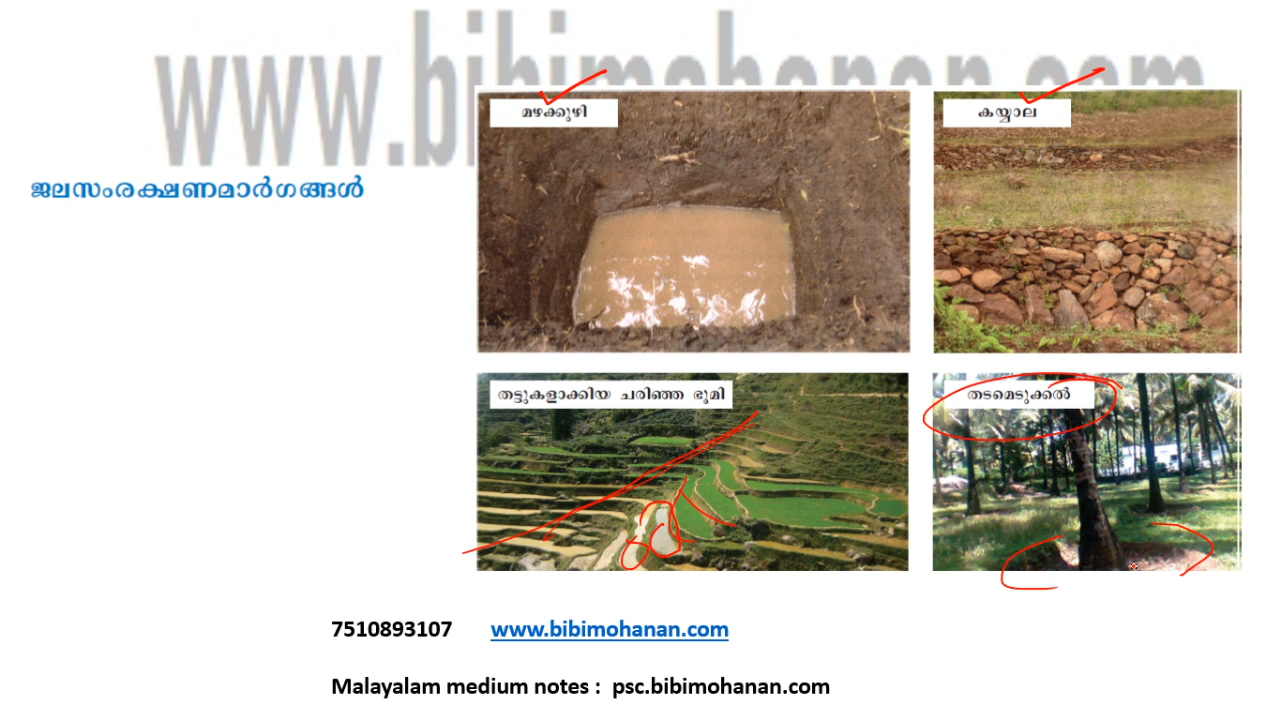 www.bibimohanan.com
മഴക്കുഴി
കയ്യാല
ജലസംരക്ഷണമാർഗങ്ങൾ
തട്ടുകളാക്കിയ ചരിഞ്ഞ ഭൂമി
തടമെടുക്കൽ
7510893107 www.bibimohanan.com
Malayalam medium notes : psc.bibimohanan.com